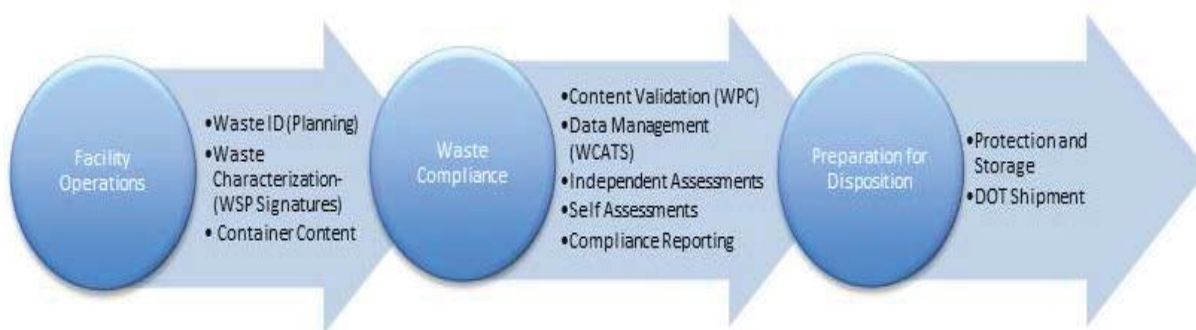 Facility
Operations
•Waste ID (Planning)
•Waste
Characterization-
(WSP Signatures)
• Container Content
Waste
Compliance
•Content Validation (WPC)
•Data Management
(WCATS)
•Independent Assessments
•Self Assessments
•Compliance Reporting
Preparation for
Disposition
•Protection and
Storage
•DOT Shipment